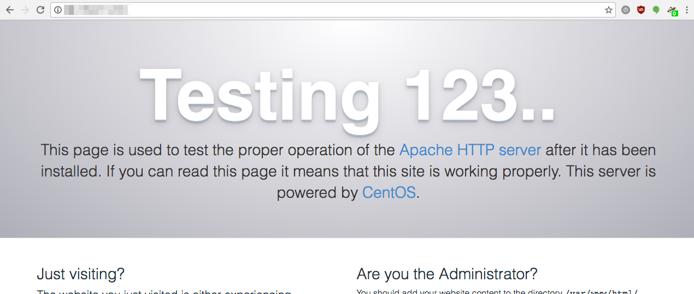 Testing 123..
This page is used to test the proper operation of the Apache HTTP server after it has been
installed. If you can read this page it means that this site is working properly. This server is
powered by CentOS.
Just visiting?
Are you the Administrator?
The website you just visited is either experiencing
You should add your website content to the directory /var/www/html/